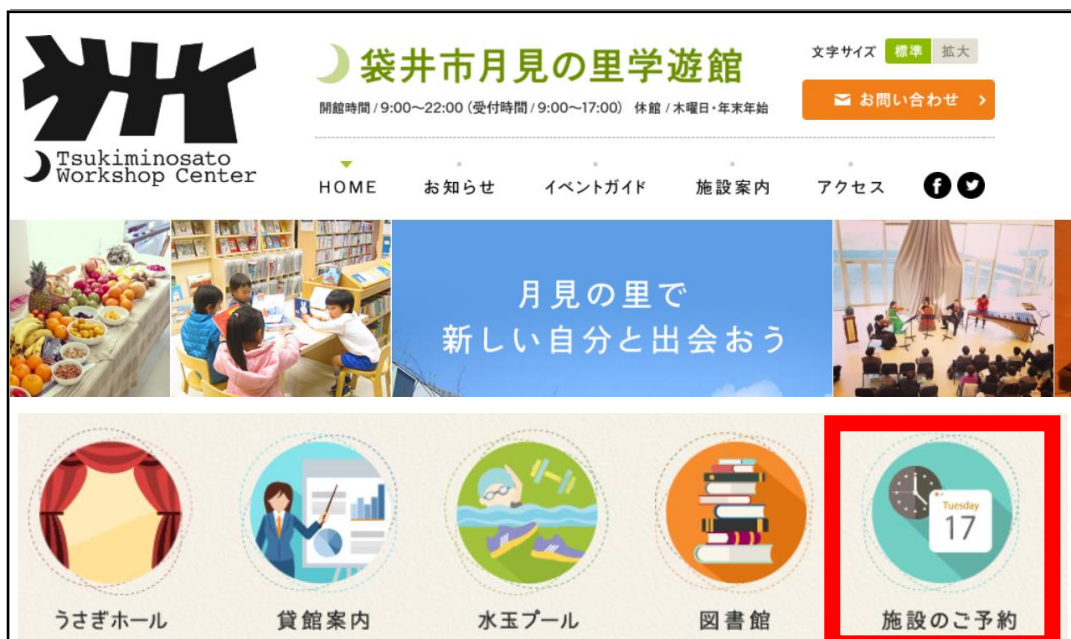 Tsukiminosato
Workshop Center
袋井市月見の里学遊館
開館時間/9:00～22:00（受付時間/9:00～17:00） 休館/木曜日・年末年始
文字サイズ 標準 拡大
お問い合わせ
HOME お知らせ イベントガイド 施設案内 アクセス
月見の里で
新しい自分と出会おう
Tuesday
17
うさぎホール 貸館案内 水玉プール 図書館 施設のご予約